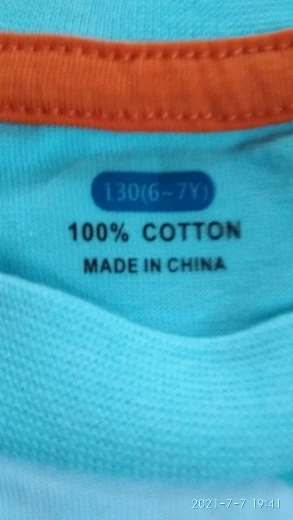 130(6~7Y)
100% COTTON
MADE IN CHINA
2021-7-7 19:41